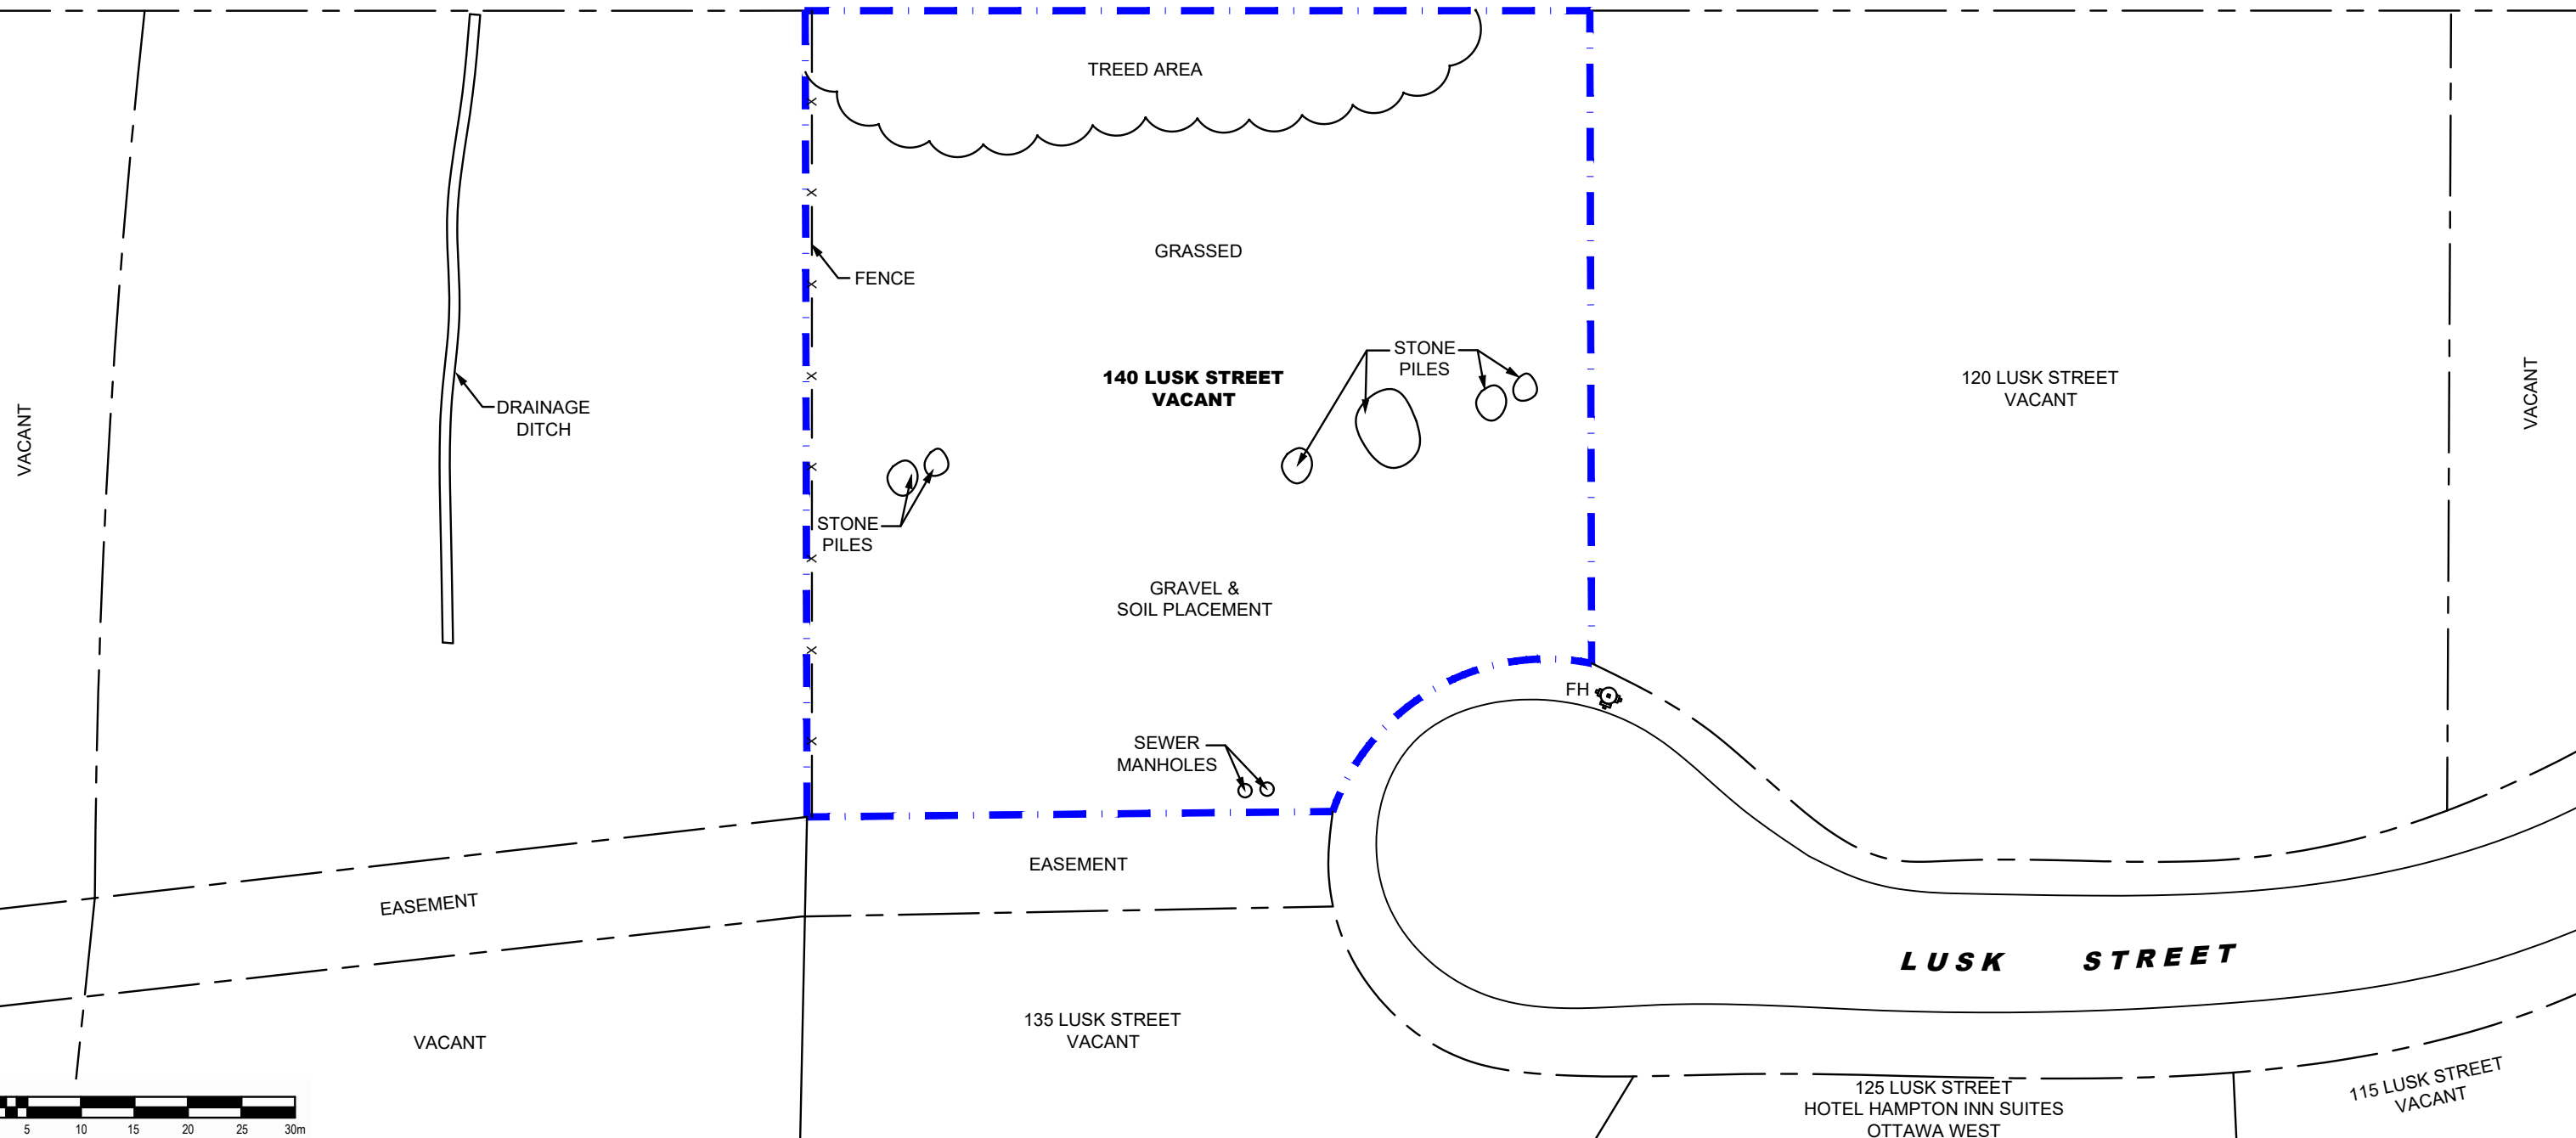 TREED AREA
GRASSED
FENCE
STONE
PILES
140 LUSK STREET
VACANT
120 LUSK STREET
VACANT
VACANT
VACANT
DRAINAGE
DITCH
STONE
PILES
GRAVEL &
SOIL PLACEMENT
FH
SEWER
MANHOLES
EASEMENT
EASEMENT
LUSK STREET
135 LUSK STREET
VACANT
VACANT
125 LUSK STREET
HOTEL HAMPTON INN SUITES
OTTAWA WEST
115 LUSK STREET
VACANT
5 10 15 20 25 30m